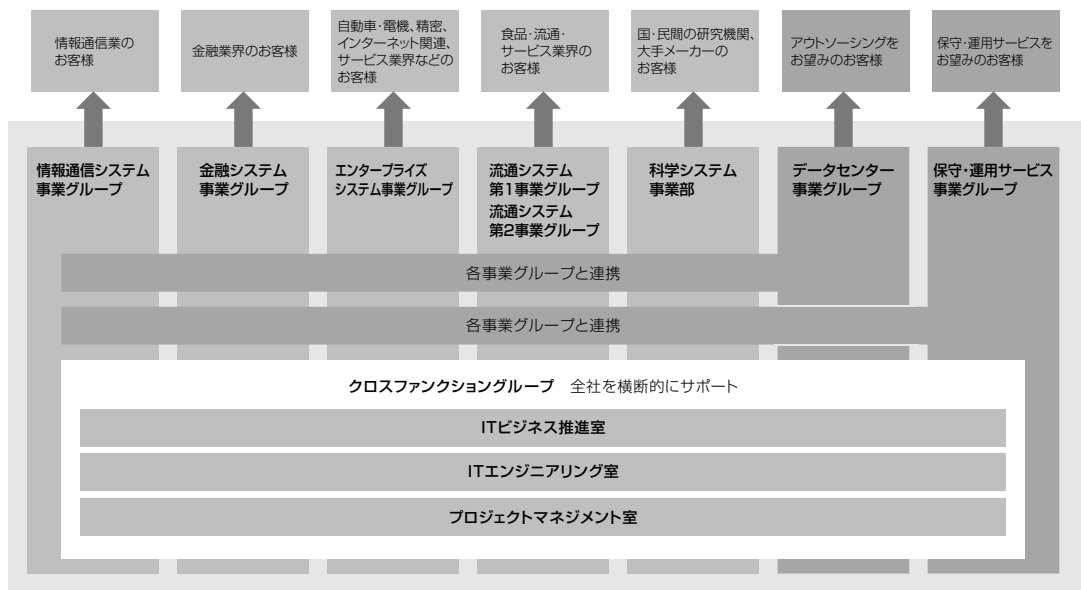 情報通信業の
お客様
金融業界のお客様
自動車・電機、精密、
インターネット関連、
サービス業界などの
お客様
食品・流通・
サービス業界の
お客様
国・民間の研究機関、
大手メーカーの
お客様
アウトソーシングを
お望みのお客様
保守・運用サービスを
お望みのお客様
情報通信システム
事業グループ
金融システム
事業グループ
エンタープライズ
システム事業グループ
流通システム
第1事業グループ
流通システム
第2事業グループ
科学システム
事業部
データセンター
事業グループ
保守・運用サービス
事業グループ
各事業グループと連携
各事業グループと連携
クロスファンクショングループ 全社を横断的にサポート
ITビジネス推進室
ITエンジニアリング室
プロジェクトマネジメント室